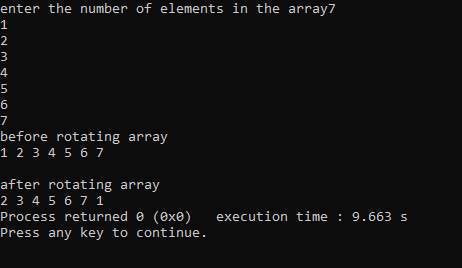 enter the number of elements in the array7
1
2
3
4
5
6
7
before rotating array
1 2 3 4 5 6 7
after rotating array
2 3 4 5 6 7 1
Process returned 0 (0x0)   execution time : 9.663 s
Press any key to continue.